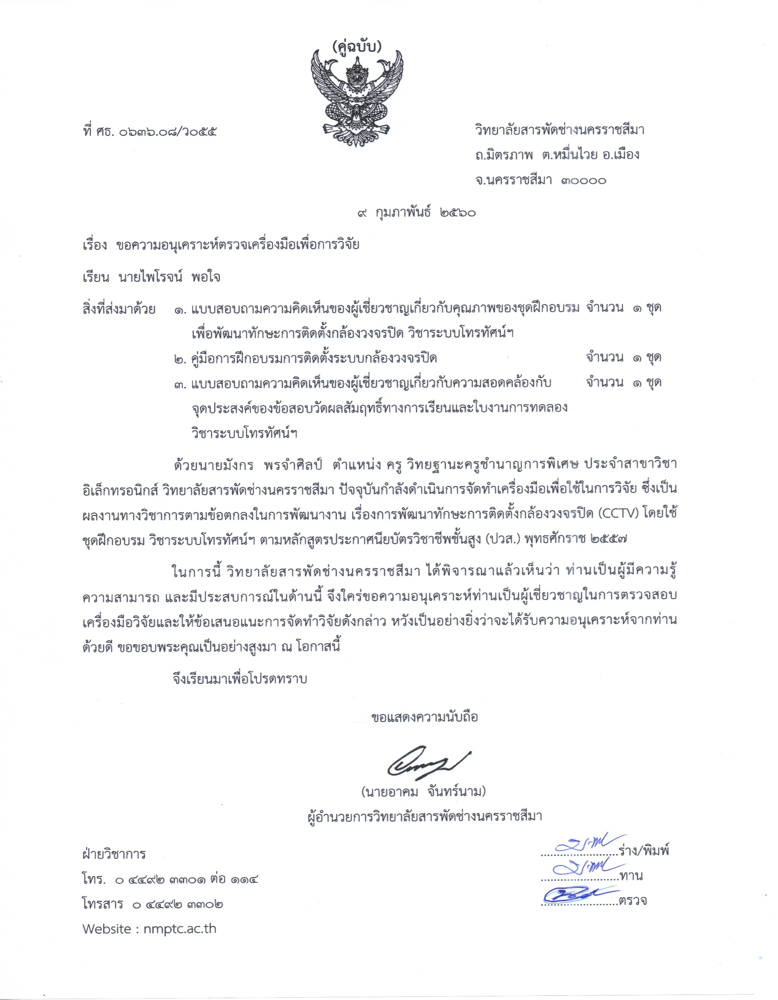 (คู่ฉบับ)
ที่ ศธ. ๐๖๓๖.๐๘/ว๐๕๕
วิทยาลัยสารพัดช่างนครราชสีมา
ถ.มิตรภาพ ต.หมื่นไวย อ.เมือง
จ.นครราชสีมา ๓๐๐๐๐
๙ กุมภาพันธ์ ๒๕๖๐
เรื่อง ขอความอนุเคราะห์ตรวจเครื่องมือเพื่อการวิจัย
เรียน นายไพโรจน์ พอใจ
สิ่งที่ส่งมาด้วย ๑. แบบสอบถามความคิดเห็นของผู้เชี่ยวชาญเกี่ยวกับคุณภาพของชุดฝึกอบรม จำนวน ๑ ชุด
เพื่อพัฒนาทักษะการติดตั้งกล้องวงจรปิด วิชาระบบโทรทัศน์ฯ
๒. คู่มือการฝึกอบรมการติดตั้งระบบกล้องวงจรปิด จำนวน ๑ ชุด
๓. แบบสอบถามความคิดเห็นของผู้เชี่ยวชาญเกี่ยวกับความสอดคล้องกับ จำนวน ๑ ชุด
จุดประสงค์ของข้อสอบวัดผลสัมฤทธิ์ทางการเรียนและใบงานการทดลอง
วิชาระบบโทรทัศน์ฯ
ด้วยนายมังกร พรจำศิลป์ ตำแหน่ง ครู วิทยฐานะครูชำนาญการพิเศษ ประจำสาขาวิชา
อิเล็กทรอนิกส์ วิทยาลัยสารพัดช่างนครราชสีมา ปัจจุบันกำลังดำเนินการจัดทำเครื่องมือเพื่อใช้ในการวิจัย ซึ่งเป็น
ผลงานทางวิชาการตามข้อตกลงในการพัฒนางาน เรื่องการพัฒนาทักษะการติดตั้งกล้องวงจรปิด (CCTV) โดยใช้
ชุดฝึกอบรม วิชาระบบโทรทัศน์ฯ ตามหลักสูตรประกาศนียบัตรวิชาชีพชั้นสูง (ปวส.) พุทธศักราช ๒๕๕๗
ในการนี้ วิทยาลัยสารพัดช่างนครราชสีมา ได้พิจารณาแล้วเห็นว่า ท่านเป็นผู้มีความรู้
ความสามารถ และมีประสบการณ์ในด้านนี้ จึงใคร่ขอความอนุเคราะห์ท่านเป็นผู้เชี่ยวชาญในการตรวจสอบ
เครื่องมือวิจัยและให้ข้อเสนอแนะการจัดทำวิจัยดังกล่าว หวังเป็นอย่างยิ่งว่าจะได้รับความอนุเคราะห์จากท่าน
ด้วยดี ขอขอบพระคุณเป็นอย่างสูงมา ณ โอกาสนี้
จึงเรียนมาเพื่อโปรดทราบ
ขอแสดงความนับถือ
(นายอาคม จันทร์นาม)
ผู้อำนวยการวิทยาลัยสารพัดช่างนครราชสีมา
ฝ่ายวิชาการ
โทร. ๐ ๔๔๙๒ ๓๓๐๑ ต่อ ๑๑๔
โทรสาร ๐ ๔๔๙๒ ๓๓๐๒
Website : nmptc.ac.th
........................ร่าง/พิมพ์
........................ทาน
........................ตรวจ